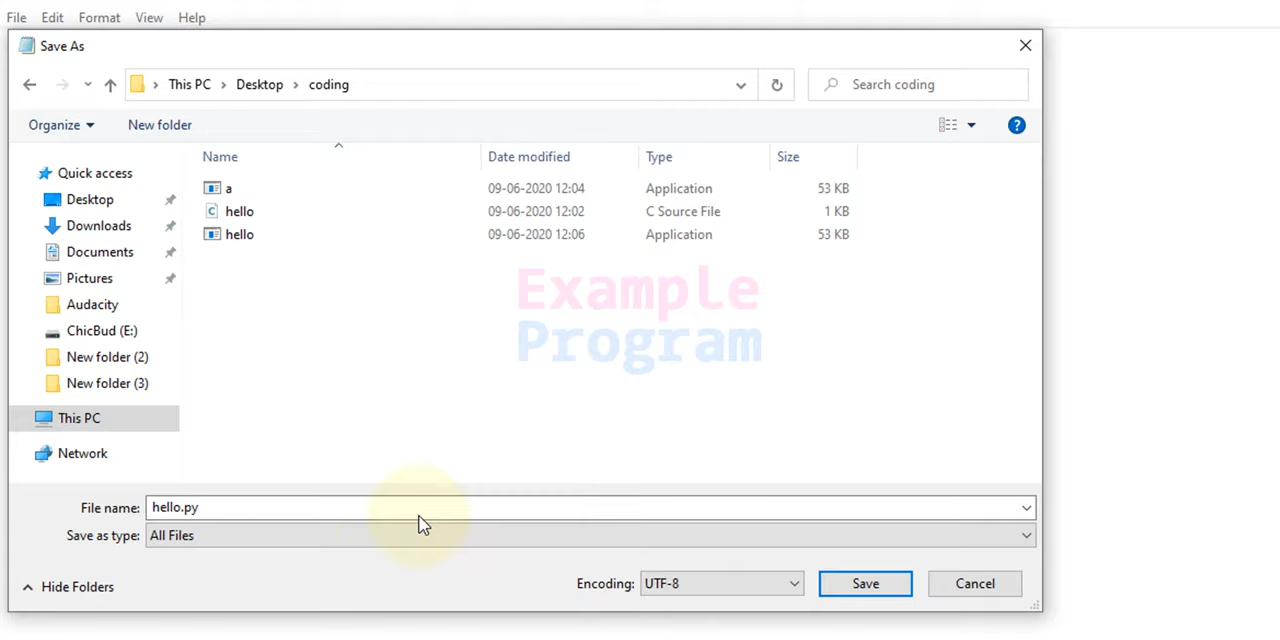 File Edit Format View Help
Save As
This PC > Desktop > coding
Search coding
Organize
New folder
Name Date modified Type Size
a 09-06-2020 12:04 Application 53 KB
hello 09-06-2020 12:02 C Source File 1 KB
hello 09-06-2020 12:06 Application 53 KB
Quick access
Desktop
Downloads
Documents
Pictures
Audacity
ChicBud (E:)
New folder (2)
New folder (3)
This PC
Network
Example
Program
File name: hello.py
Save as type: All Files
Hide Folders
Encoding: UTF-8
Save
Cancel